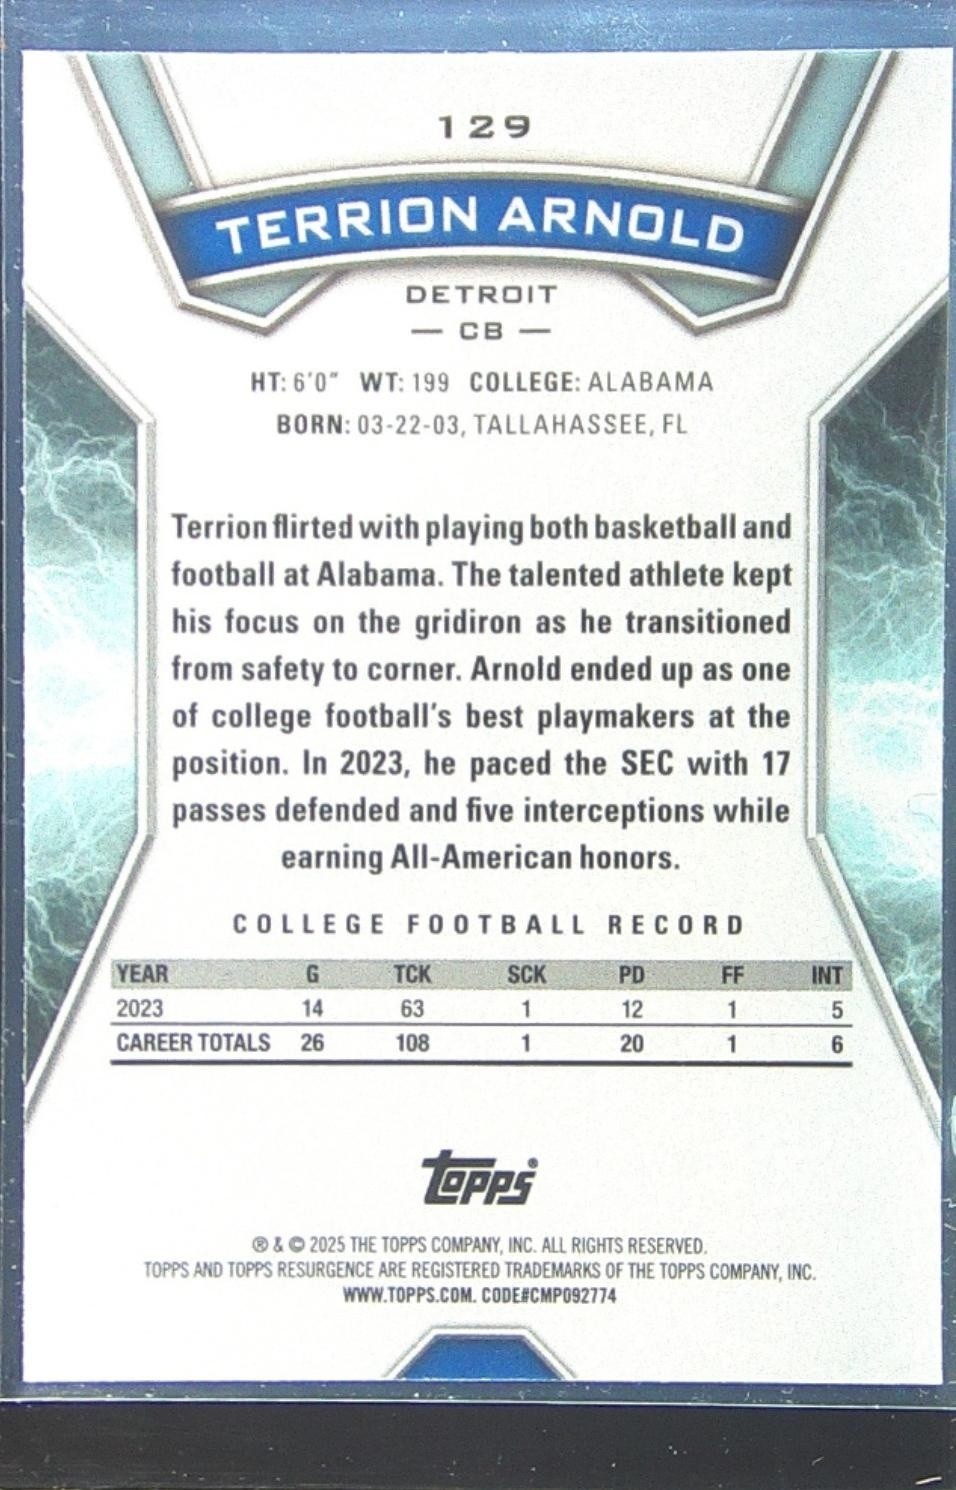 129
TERRION ARNOLD
DETROIT
— CB —
HT: 6'0" WT: 199 COLLEGE: ALABAMA
BORN: 03-22-03, TALLAHASSEE, FL
Terrion flirted with playing both basketball and
football at Alabama. The talented athlete kept
his focus on the gridiron as he transitioned
from safety to corner. Arnold ended up as one
of college football's best playmakers at the
position. In 2023, he paced the SEC with 17
passes defended and five interceptions while
earning All-American honors.
COLLEGE FOOTBALL RECORD
YEAR G TCK SCK PD FF INT
2023 14 63 1 12 1 5
CAREER TOTALS 26 108 1 20 1 6
topps®
® & © 2025 THE TOPPS COMPANY, INC. ALL RIGHTS RESERVED.
TOPPS AND TOPPS RESURGENCE ARE REGISTERED TRADEMARKS OF THE TOPPS COMPANY, INC.
WWW.TOPPS.COM. CODE#CMP092774